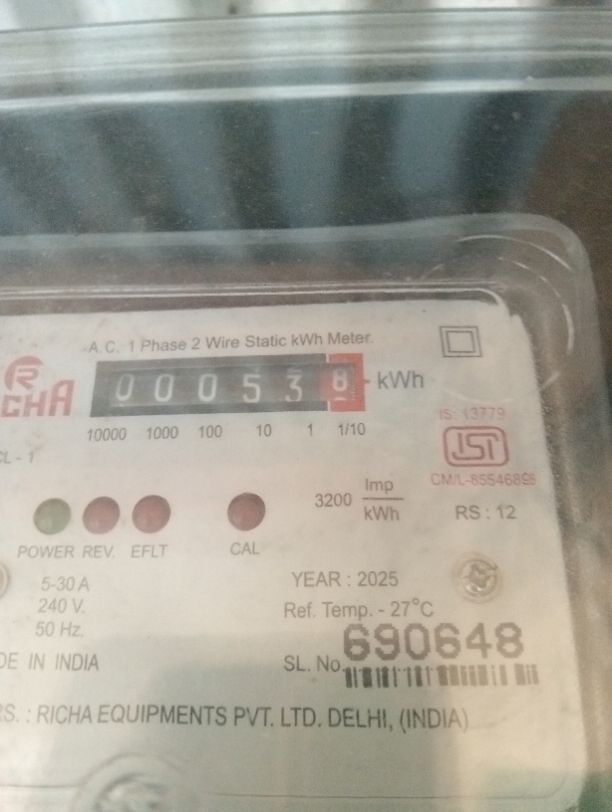 A.C. 1 Phase 2 Wire Static kWh Meter.
R
CHA
0 0 0 5 3 8 kWh
10000 1000 100 10 1 1/10
CL - 1
IS: 13779
ISI
CM/L-85546898
3200 Imp/kWh
RS : 12
POWER REV. EFLT CAL
5-30 A
240 V.
50 Hz.
YEAR : 2025
Ref. Temp. - 27°C
DE IN INDIA
SL. No. 690648
RS. : RICHA EQUIPMENTS PVT. LTD. DELHI, (INDIA)